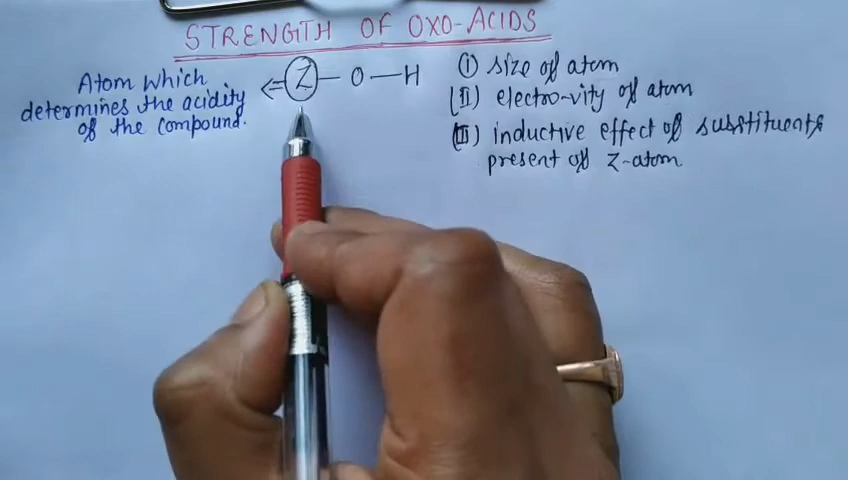 STRENGTH OF OXO-ACIDS
Atom which
determines the acidity
of the compound.
<= Z - O - H
(I) size of atom
(II) electro-vity of atom
(III) inductive effect of substituents
present of Z-atom